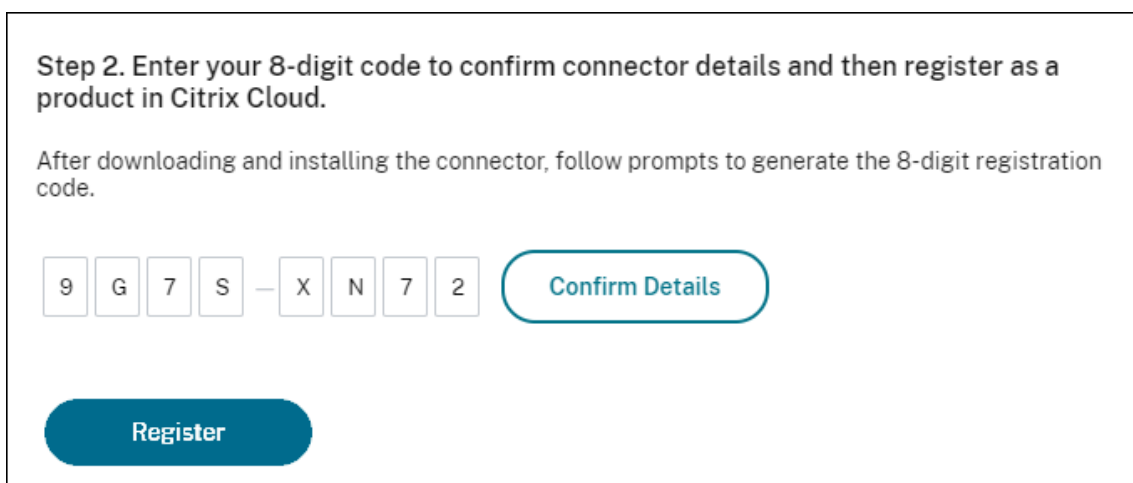 Step 2. Enter your 8-digit code to confirm connector details and then register as a
product in Citrix Cloud.
After downloading and installing the connector, follow prompts to generate the 8-digit registration
code.
9 G 7 S — X N 7 2 Confirm Details
Register